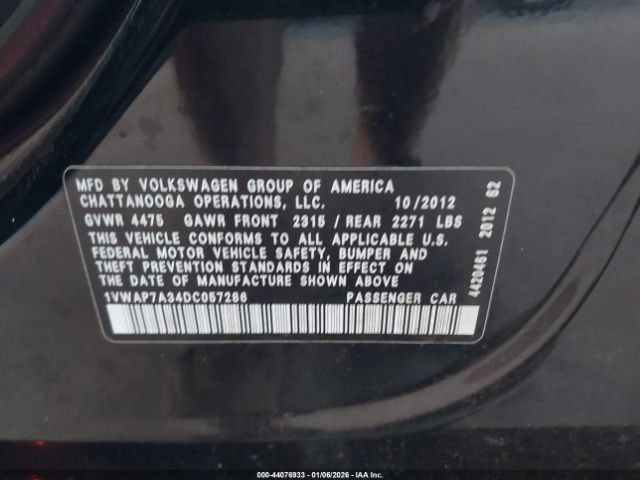 MFD BY VOLKSWAGEN GROUP OF AMERICA
CHATTANOOGA OPERATIONS, LLC. 10/2012
GVWR 4475 GAWR FRONT 2315 / REAR 2271 LBS
THIS VEHICLE CONFORMS TO ALL APPLICABLE U.S.
FEDERAL MOTOR VEHICLE SAFETY, BUMPER AND
THEFT PREVENTION STANDARDS IN EFFECT ON
THE DATE OF MANUFACTURE SHOWN ABOVE
1VWAP7A34DC057286 PASSENGER CAR
4420461 2012 62
000-44076933 - 01/06/2026 - IAAI, Inc.